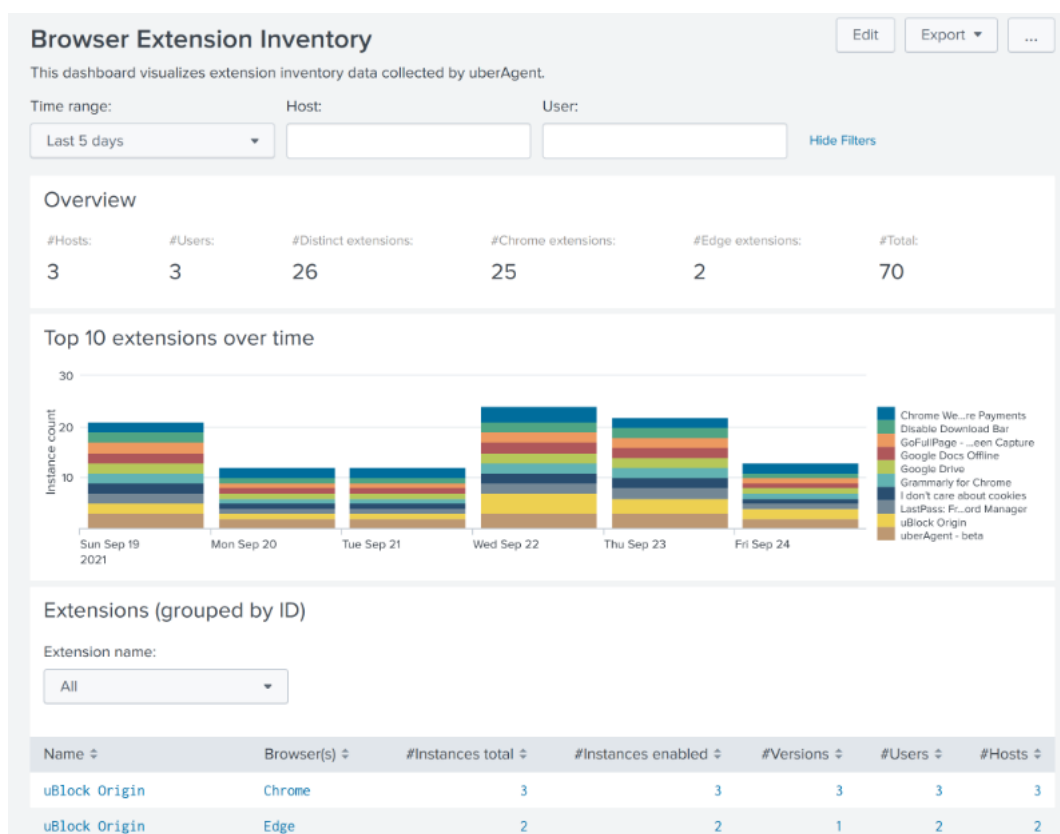 Browser Extension Inventory
Edit Export ...
This dashboard visualizes extension inventory data collected by uberAgent.
Time range: Host: User:
Last 5 days Hide Filters
Overview
#Hosts: #Users: #Distinct extensions: #Chrome extensions: #Edge extensions: #Total:
3 3 26 25 2 70
Top 10 extensions over time
Instance count
30
20
10
Sun Sep 19 Mon Sep 20 Tue Sep 21 Wed Sep 22 Thu Sep 23 Fri Sep 24
2021
Chrome We...re Payments
Disable Download Bar
GoFullPage - ...een Capture
Google Docs Offline
Google Drive
Grammarly for Chrome
I don't care about cookies
LastPass: Fr...ord Manager
uBlock Origin
uberAgent - beta
Extensions (grouped by ID)
Extension name:
All
Name Browser(s) #Instances total #Instances enabled #Versions #Users #Hosts
uBlock Origin Chrome 3 3 3 3 3
uBlock Origin Edge 2 2 1 2 2